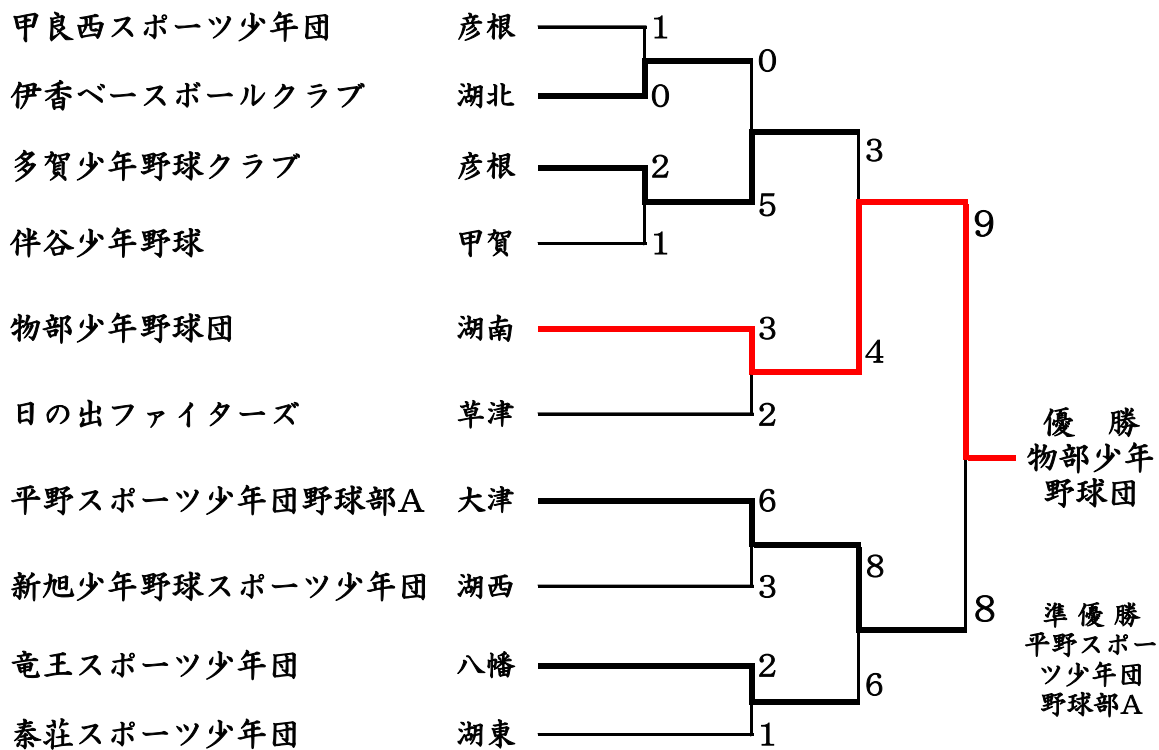 甲良西スポーツ少年団 彦根 1
0
伊香ベースボールクラブ 湖北 0
3
多賀少年野球クラブ 彦根 2
5
9
伴谷少年野球 甲賀 1
物部少年野球団 湖南 3
4
日の出ファイターズ 草津 2
優 勝
物部少年
野球団
平野スポーツ少年団野球部A 大津 6
8
新旭少年野球スポーツ少年団 湖西 3
8
準優勝
平野スポー
ツ少年団
野球部A
竜王スポーツ少年団 八幡 2
6
秦荘スポーツ少年団 湖東 1